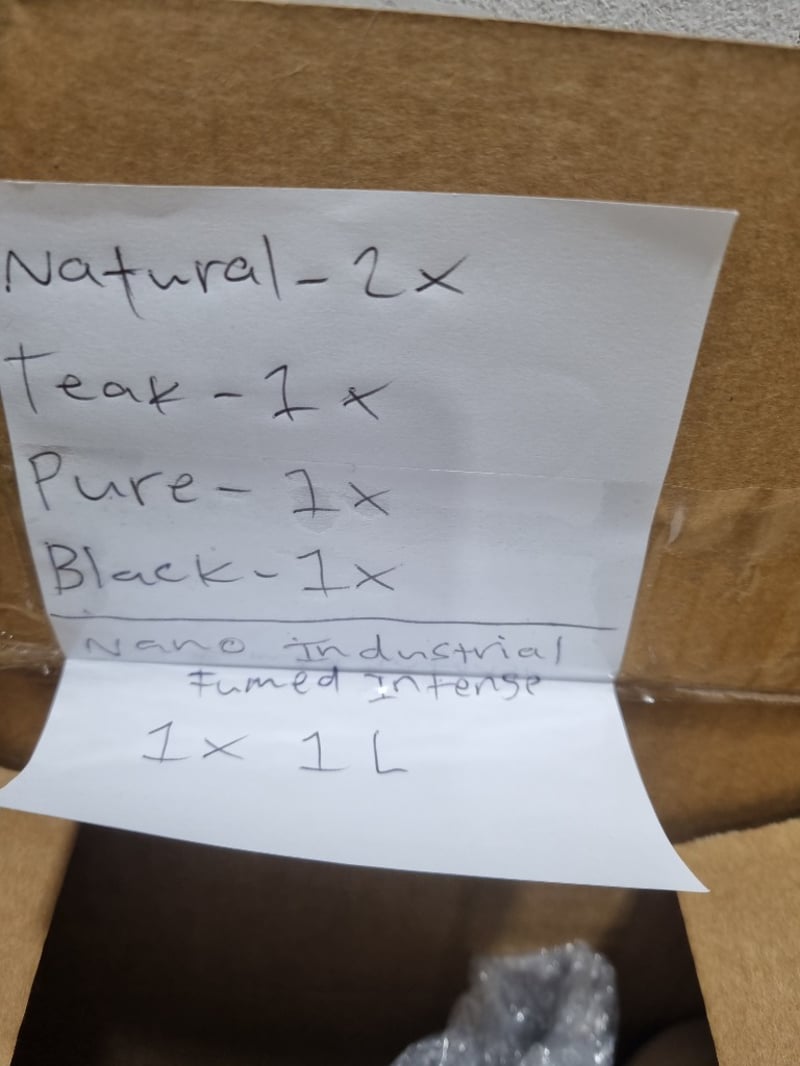 Natural - 2x
Teak - 1x
Pure - 1x
Black - 1x
Nano Industrial
Fumed Intense
1x 1L